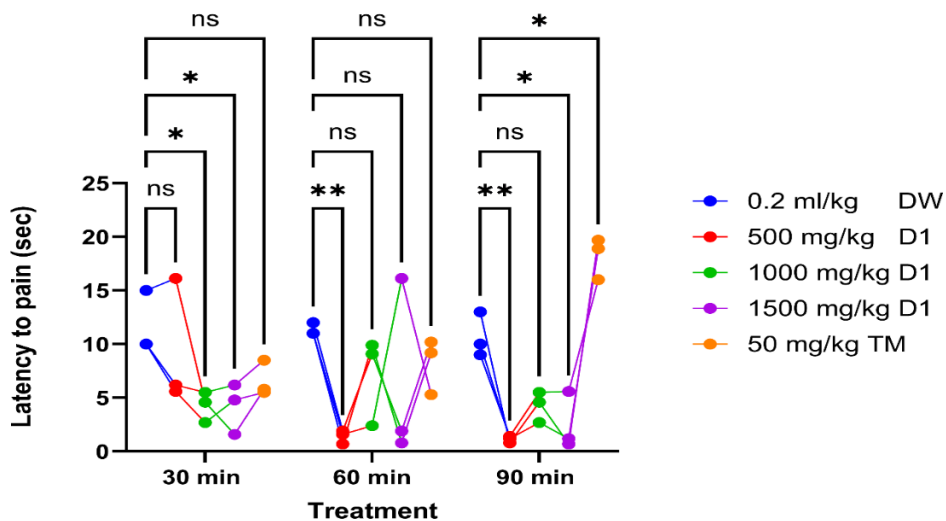 ns ns *
* ns *
* ns ns
ns ** **
25
20
15
10
5
0
Latency to pain (sec)
30 min 60 min 90 min
Treatment
0.2 ml/kg DW
500 mg/kg D1
1000 mg/kg D1
1500 mg/kg D1
50 mg/kg TM